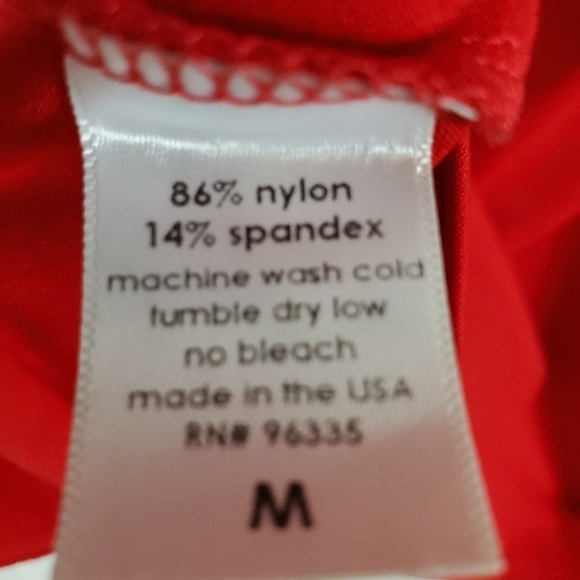 86% nylon
14% spandex
machine wash cold
tumble dry low
no bleach
made in the USA
RN# 96335
M